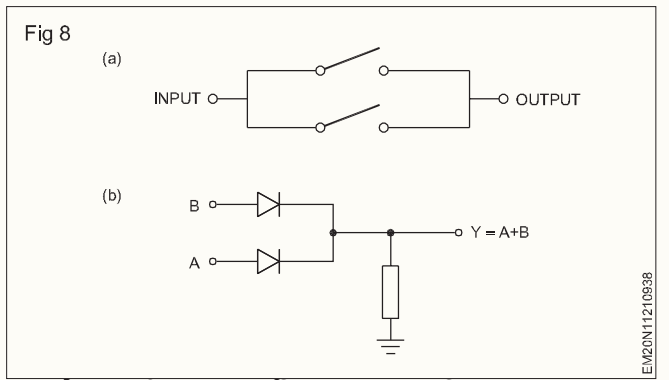 Fig 8
(a)
INPUT OUTPUT
(b)
B
Y = A+B
A
EM20N11210938